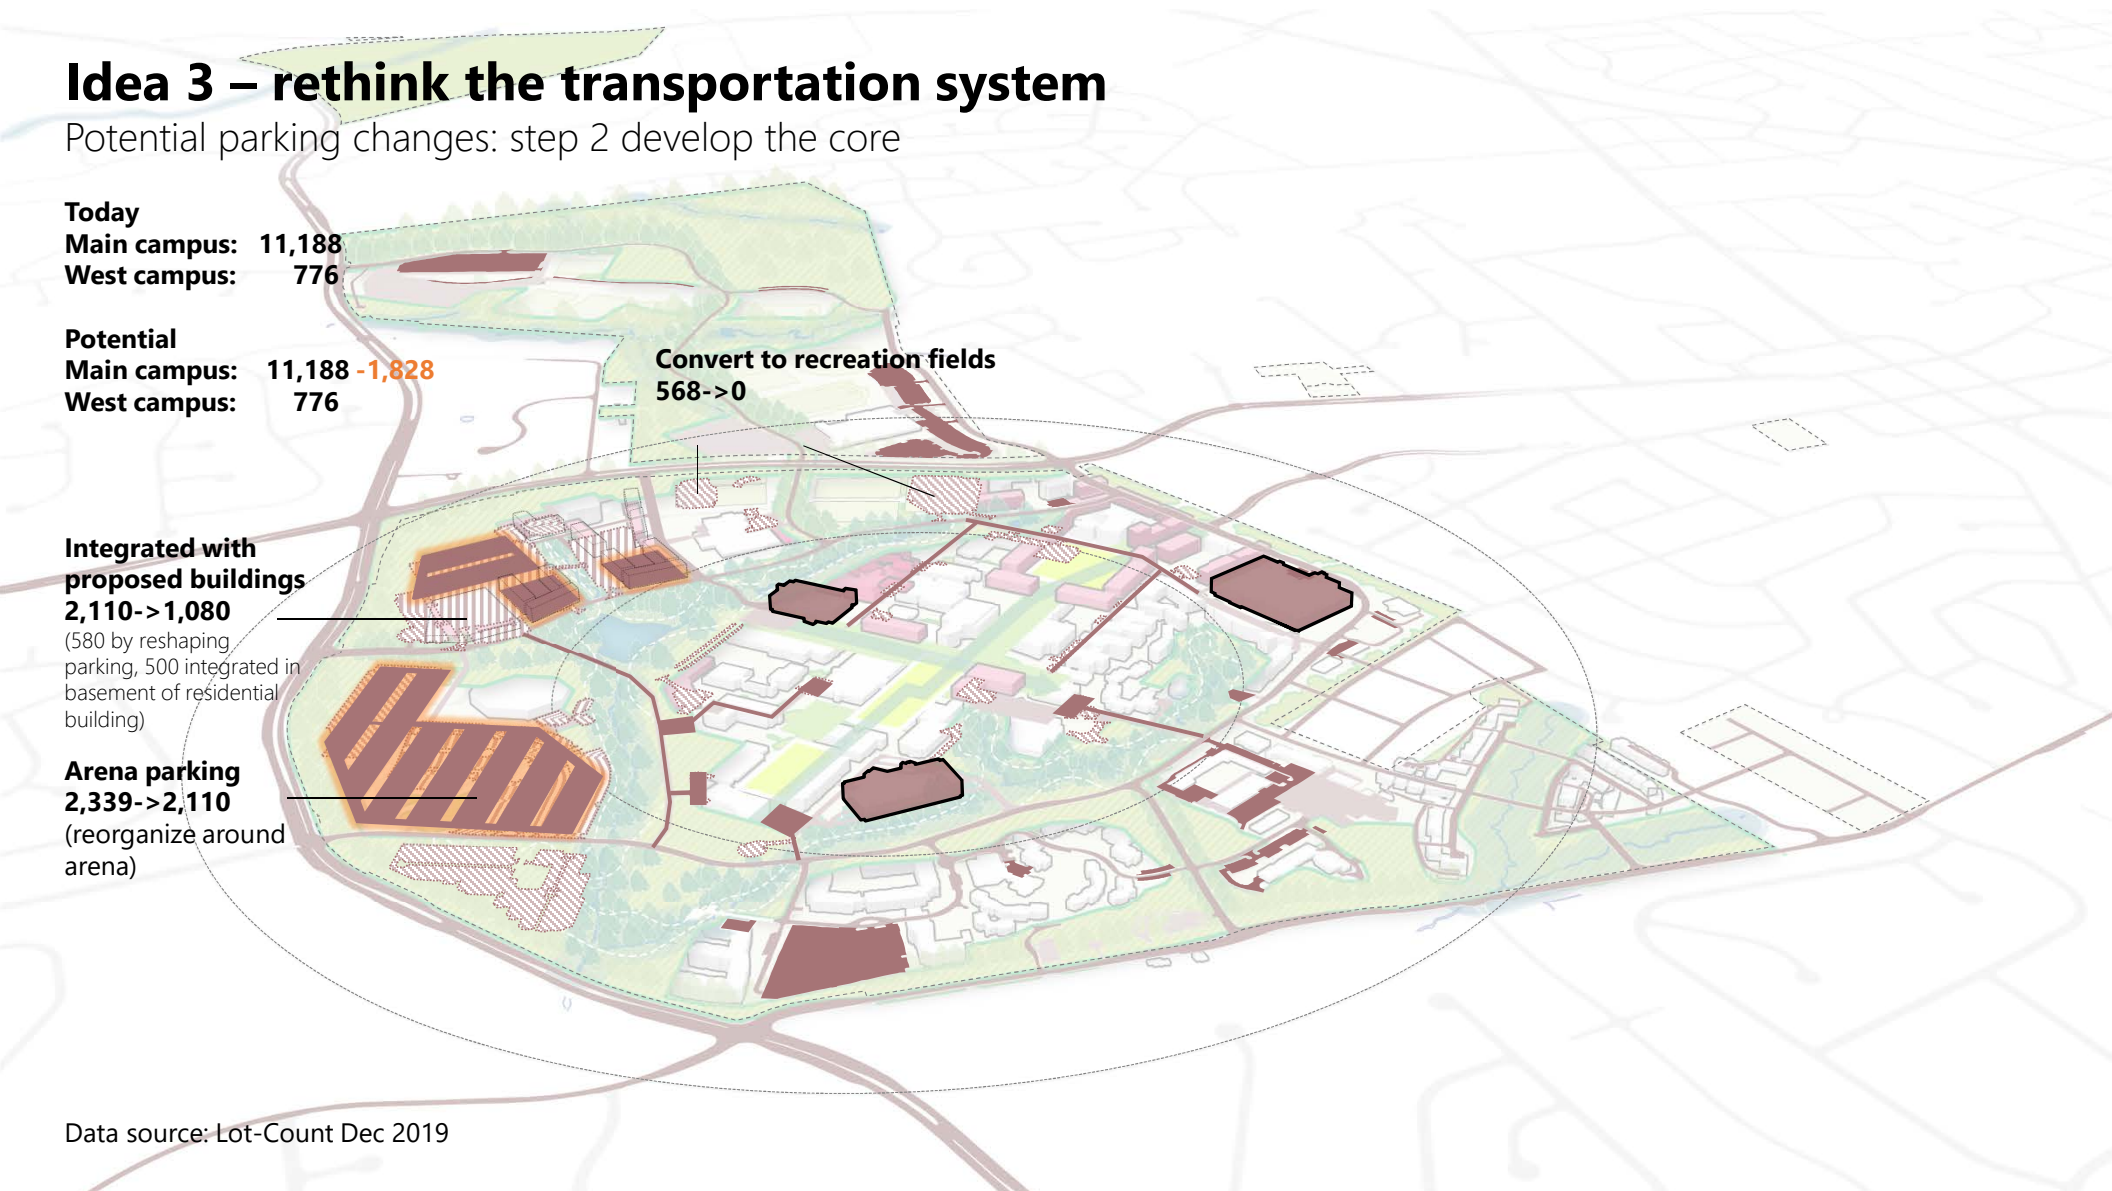 Idea 3 – rethink the transportation system
Potential parking changes: step 2 develop the core
Today
Main campus: 11,188
West campus: 776
Potential
Main campus: 11,188 -1,828
West campus: 776
Convert to recreation fields
568->0
Integrated with
proposed buildings
2,110->1,080
(580 by reshaping
parking, 500 integrated in
basement of residential
building)
Arena parking
2,339->2,110
(reorganize around
arena)
Data source: Lot-Count Dec 2019